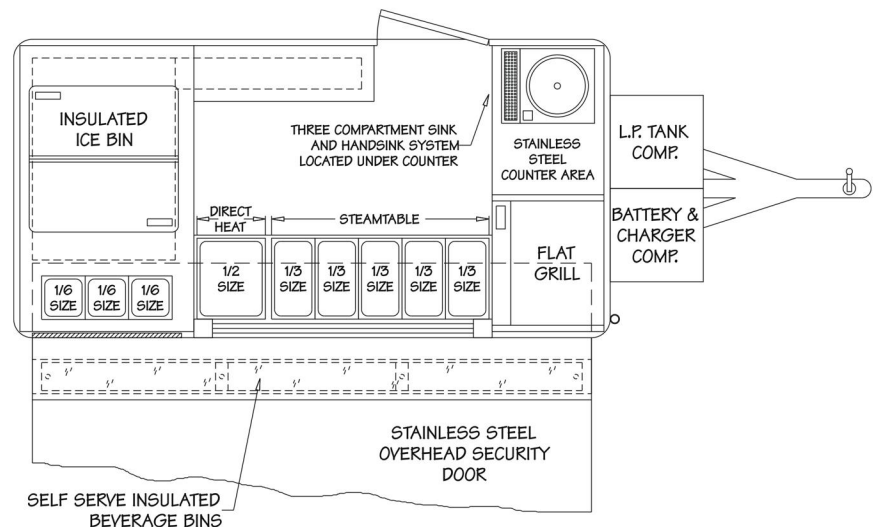 INSULATED
ICE BIN
THREE COMPARTMENT SINK
AND HANDSINK SYSTEM
LOCATED UNDER COUNTER
STAINLESS
STEEL
COUNTER AREA
L.P. TANK
COMP.
BATTERY &
CHARGER
COMP.
DIRECT
HEAT
STEAMTABLE
FLAT
GRILL
1/6
SIZE
1/6
SIZE
1/6
SIZE
1/2
SIZE
1/3
SIZE
1/3
SIZE
1/3
SIZE
1/3
SIZE
1/3
SIZE
STAINLESS STEEL
OVERHEAD SECURITY
DOOR
SELF SERVE INSULATED
BEVERAGE BINS